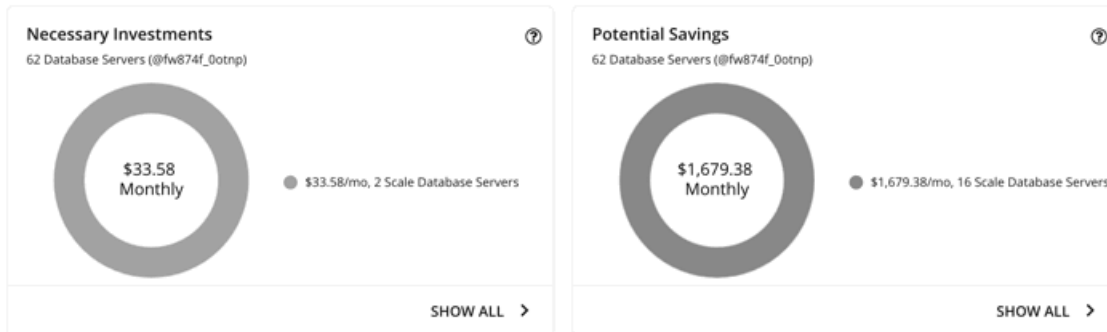 Necessary Investments
62 Database Servers (@fw874f_0otnp)
$33.58
Monthly
$33.58/mo, 2 Scale Database Servers
SHOW ALL
Potential Savings
62 Database Servers (@fw874f_0otnp)
$1,679.38
Monthly
$1,679.38/mo, 16 Scale Database Servers
SHOW ALL